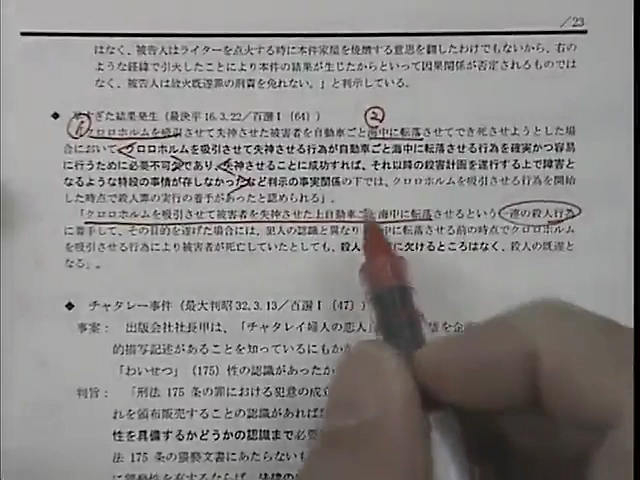 /23
はなく、被告人はライターを点火する時に本件家屋を焼燬する意思を翻したわけでもないから、右の
ような経緯で引火したことにより本件の結果が生じたからといって因果関係が否定されるものでは
なく、被告人は放火既遂罪の刑責を免れない。」と判示している。
◆ 早すぎた結果発生（最決平16.3.22／百選Ⅰ〔64〕） ②
① クロロホルムを吸引させて失神させた被害者を自動車ごと海中に転落させてでき死させようとした場
合において、クロロホルムを吸引させて失神させる行為が自動車ごと海中に転落させる行為を確実かつ容易
に行うために必要不可欠であり、失神させることに成功すれば、それ以降の殺害計画を遂行する上で障害と
なるような特段の事情が存しなかったなど判示の事実関係の下では、クロロホルムを吸引させる行為を開始
した時点で殺人罪の実行の着手があったと認められる。」
「クロロホルムを吸引させて被害者を失神させた上自動車ごと海中に転落させるという一連の殺人行為
に着手して、その目的を遂げた場合には、犯人の認識と異なり 中に転落させる前の時点でクロロホルム
を吸引させる行為により被害者が死亡していたとしても、殺人 に欠けるところはなく、殺人の既遂と
なる」。
◆ チャタレー事件（最大判昭32.3.13／百選Ⅰ〔47〕）
事案： 出版会社社長甲は、「チャタレイ婦人の恋人
的描写記述があることを知っているにもか
「わいせつ」（175）性の認識があったか
判旨： 「刑法 175 条の罪における犯意の成立
れを頒布販売することの認識があれば
性を具備するかどうかの認識まで必要
法 175 条の猥褻文書にあたらないも